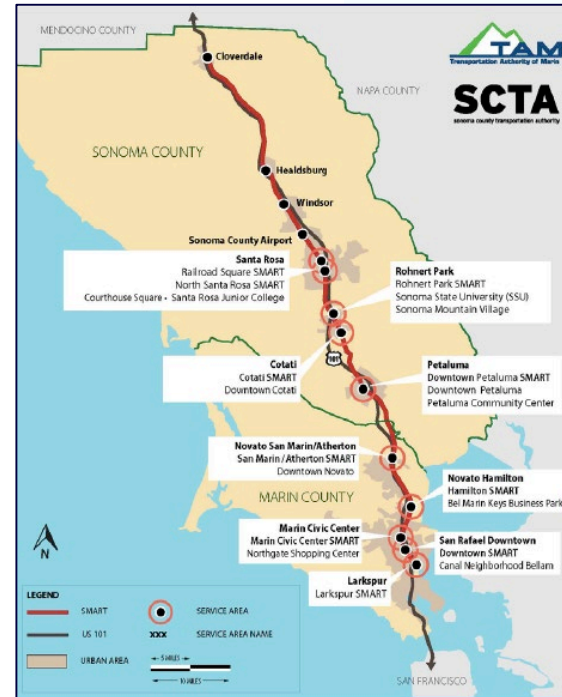 MENDOCINO COUNTY
TAM
Transportation Authority of Marin
Cloverdale
NAPA COUNTY
SCTA
sonoma county transportation authority
SONOMA COUNTY
Healdsburg
Windsor
Sonoma County Airport
Santa Rosa
Railroad Square SMART
North Santa Rosa SMART
Courthouse Square • Santa Rosa Junior College
Rohnert Park
Rohnert Park SMART
Sonoma State University (SSU)
Sonoma Mountain Village
Cotati
Cotati SMART
Downtown Cotati
101
Petaluma
Downtown Petaluma SMART
Downtown Petaluma
Petaluma Community Center
Novato San Marin/Atherton
San Marin/Atherton SMART
Downtown Novato
MARIN COUNTY
Novato Hamilton
Hamilton SMART
Bel Marin Keys Business Park
Marin Civic Center
Marin Civic Center SMART
Northgate Shopping Center
San Rafael Downtown
Downtown SMART
Canal Neighborhood Bellam
Larkspur
Larkspur SMART
N
LEGEND
SMART
SERVICE AREA
US 101
XXX
SERVICE AREA NAME
URBAN AREA
5 MILES
10 MILES
SAN FRANCISCO